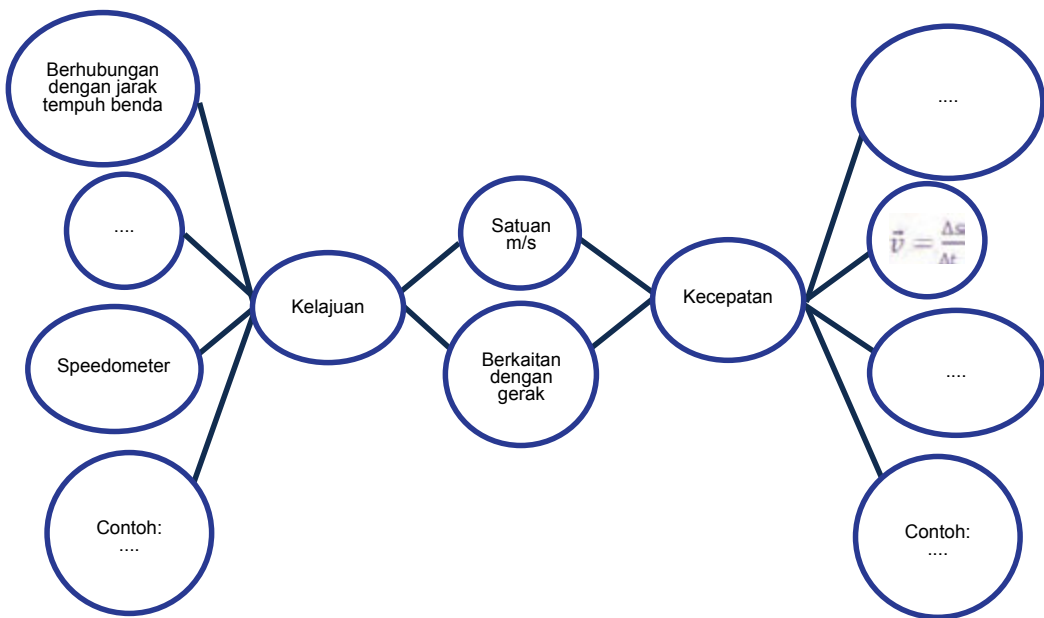 Berhubungan
dengan jarak
tempuh benda
....
Speedometer
Contoh:
....
Kelajuan
Satuan
m/s
Berkaitan
dengan
gerak
Kecepatan
....
v⃗ = Δs/Δt
....
Contoh:
....